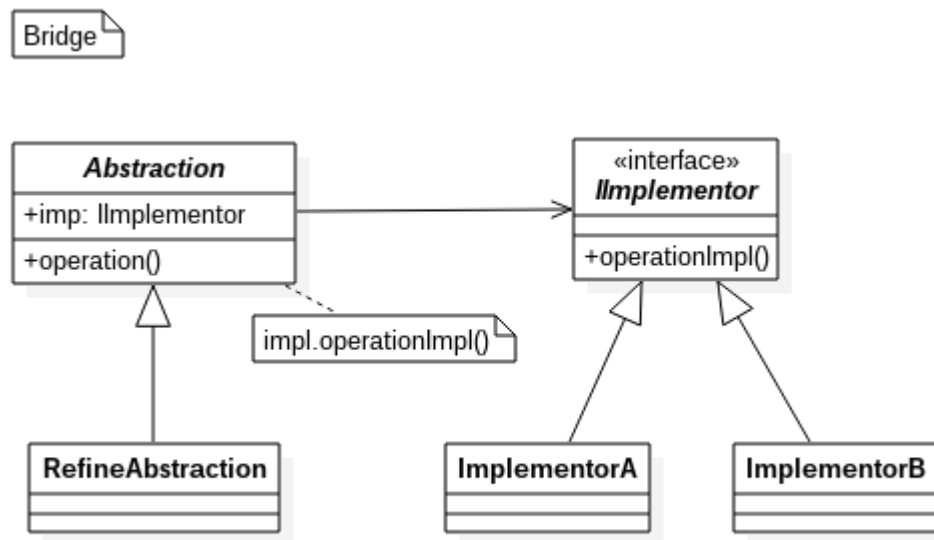 Bridge
Abstraction
+imp: IImplementor
+operation()
«interface»
IImplementor
+operationImpl()
impl.operationImpl()
RefineAbstraction
ImplementorA
ImplementorB